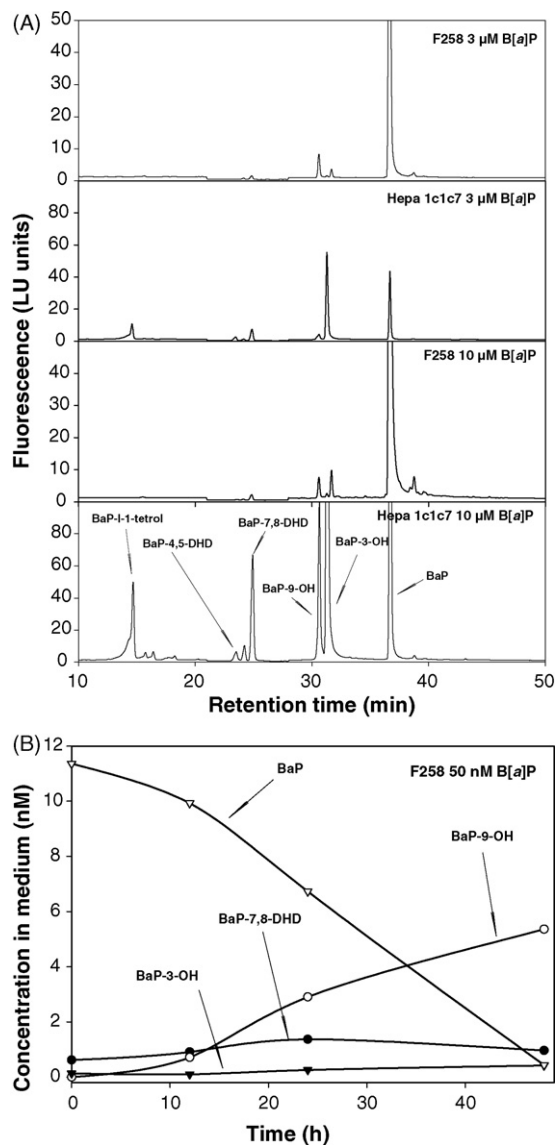 (A)
50
F258 3 µM B[a]P
40
30
20
10
0
Hepa 1c1c7 3 µM B[a]P
80
60
40
20
0
Fluoresceence (LU units)
F258 10 µM B[a]P
40
30
20
10
0
Hepa 1c1c7 10 µM B[a]P
80
60
40
20
0
BaP-I-1-tetrol
BaP-4,5-DHD
BaP-7,8-DHD
BaP-9-OH
BaP-3-OH
BaP
10 20 30 40 50
Retention time (min)
(B)
12
10
8
6
4
2
0
Concentration in medium (nM)
F258 50 nM B[a]P
BaP
BaP-9-OH
BaP-7,8-DHD
BaP-3-OH
0 20 40
Time (h)